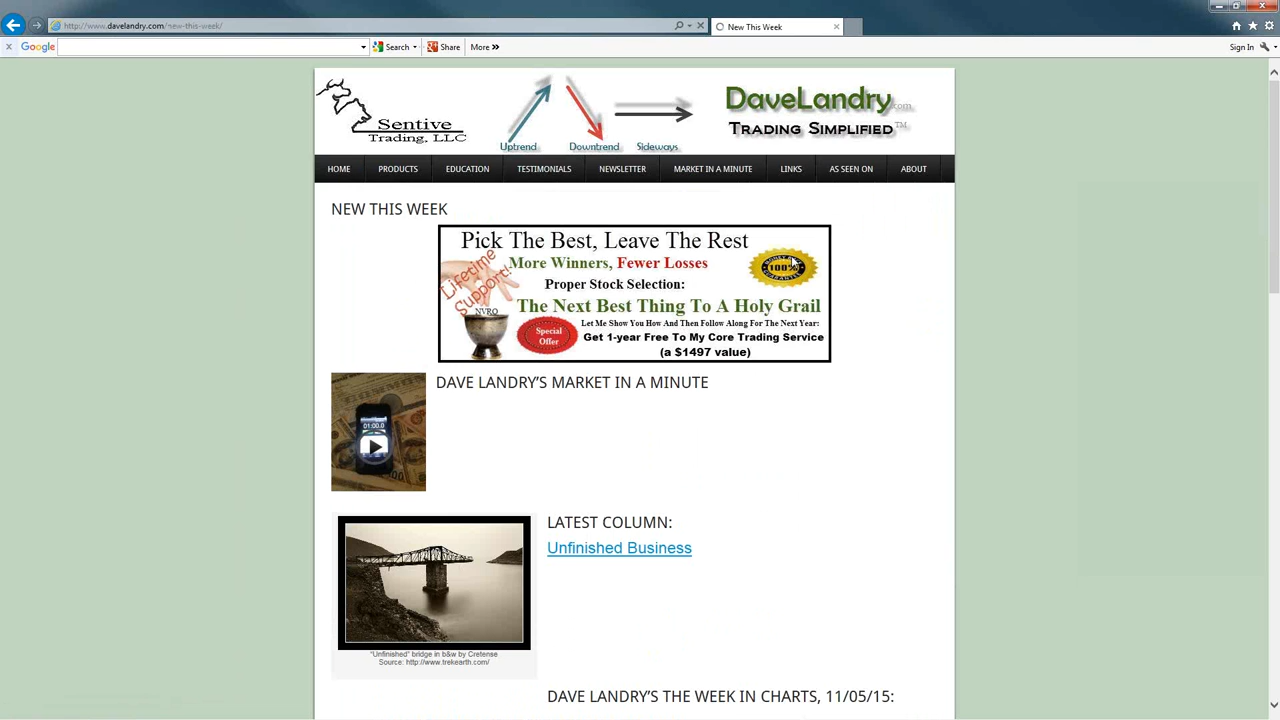 http://www.davelandry.com/new-this-week/
New This Week
Google
Search
Share
More »
Sign In
Sentive
Trading, LLC
Uptrend
Downtrend
Sideways
DaveLandry.com
TRADING SIMPLIFIED™
HOME
PRODUCTS
EDUCATION
TESTIMONIALS
NEWSLETTER
MARKET IN A MINUTE
LINKS
AS SEEN ON
ABOUT
NEW THIS WEEK
Pick The Best, Leave The Rest
More Winners, Fewer Losses
Lifetime
Support!
100%
Proper Stock Selection:
The Next Best Thing To A Holy Grail
NVRO
Special
Offer
Let Me Show You How And Then Follow Along For The Next Year:
Get 1-year Free To My Core Trading Service
(a $1497 value)
DAVE LANDRY'S MARKET IN A MINUTE
01:00.0
LATEST COLUMN:
Unfinished Business
"Unfinished" bridge in b&w by Cretense
Source: http://www.trekearth.com/
DAVE LANDRY'S THE WEEK IN CHARTS, 11/05/15: